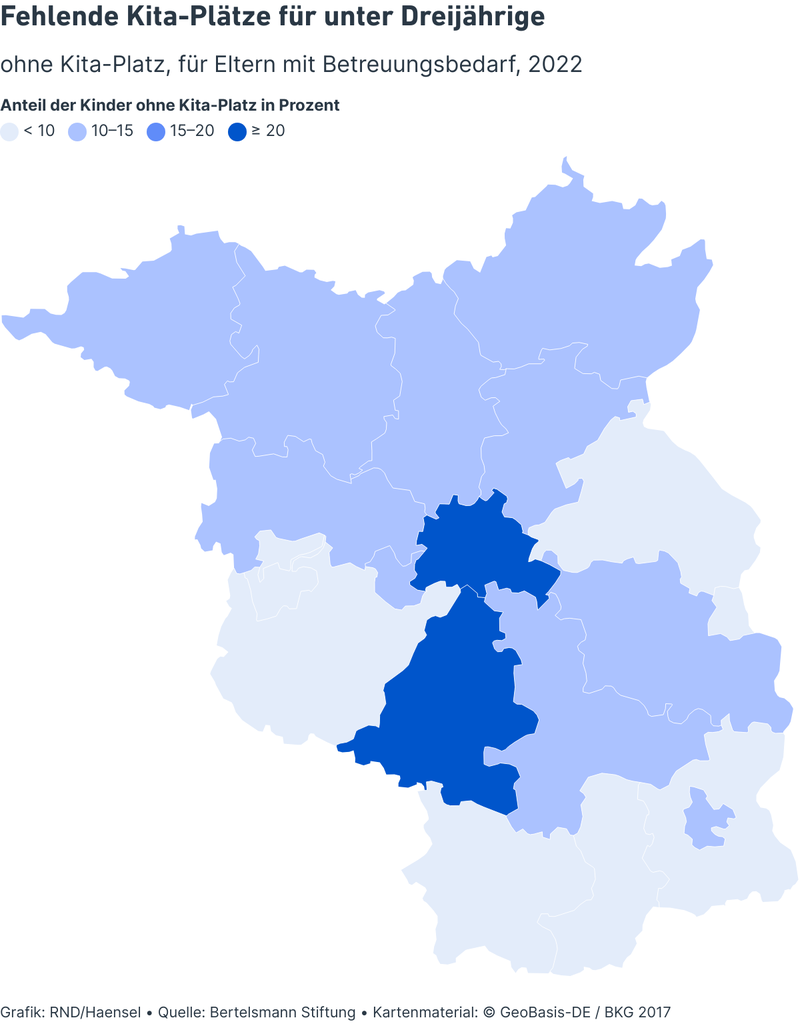 Fehlende Kita-Plätze für unter Dreijährige
ohne Kita-Platz, für Eltern mit Betreuungsbedarf, 2022
Anteil der Kinder ohne Kita-Platz in Prozent
< 10 10–15 15–20 ≥ 20
Grafik: RND/Haensel • Quelle: Bertelsmann Stiftung • Kartenmaterial: © GeoBasis-DE / BKG 2017